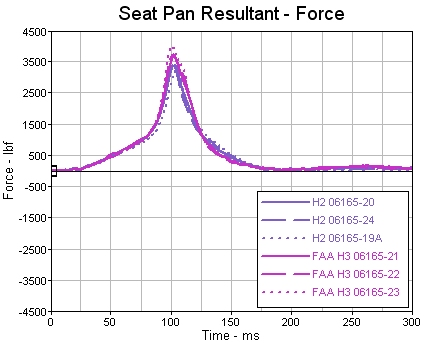 Seat Pan Resultant - Force
4500
3500
2500
1500
500
-500
-1500
-2500
-3500
-4500
Force - lbf
H2 06165-20
H2 06165-24
H2 06165-19A
FAA H3 06165-21
FAA H3 06165-22
FAA H3 06165-23
0 50 100 150 200 250 300
Time - ms